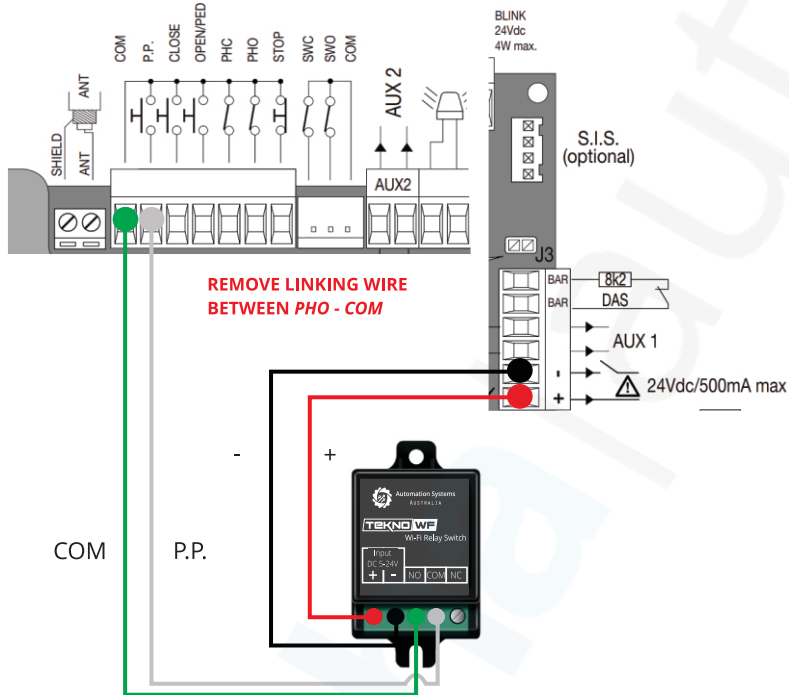 BLINK
24Vdc
4W max.
COM
P.P.
CLOSE
OPEN/PED
PHC
PHO
STOP
SWC
SWO
COM
ANT
SHIELD
ANT
AUX 2
AUX2
S.I.S.
(optional)
J3
BAR
8k2
BAR
DAS
AUX 1
-
24Vdc/500mA max
+
REMOVE LINKING WIRE
BETWEEN PHO - COM
- +
COM P.P.
Automation Systems
AUSTRALIA
TEKNO WF
Wi-Fi Relay Switch
Input
DC 5-24V
+ - NO COM NC